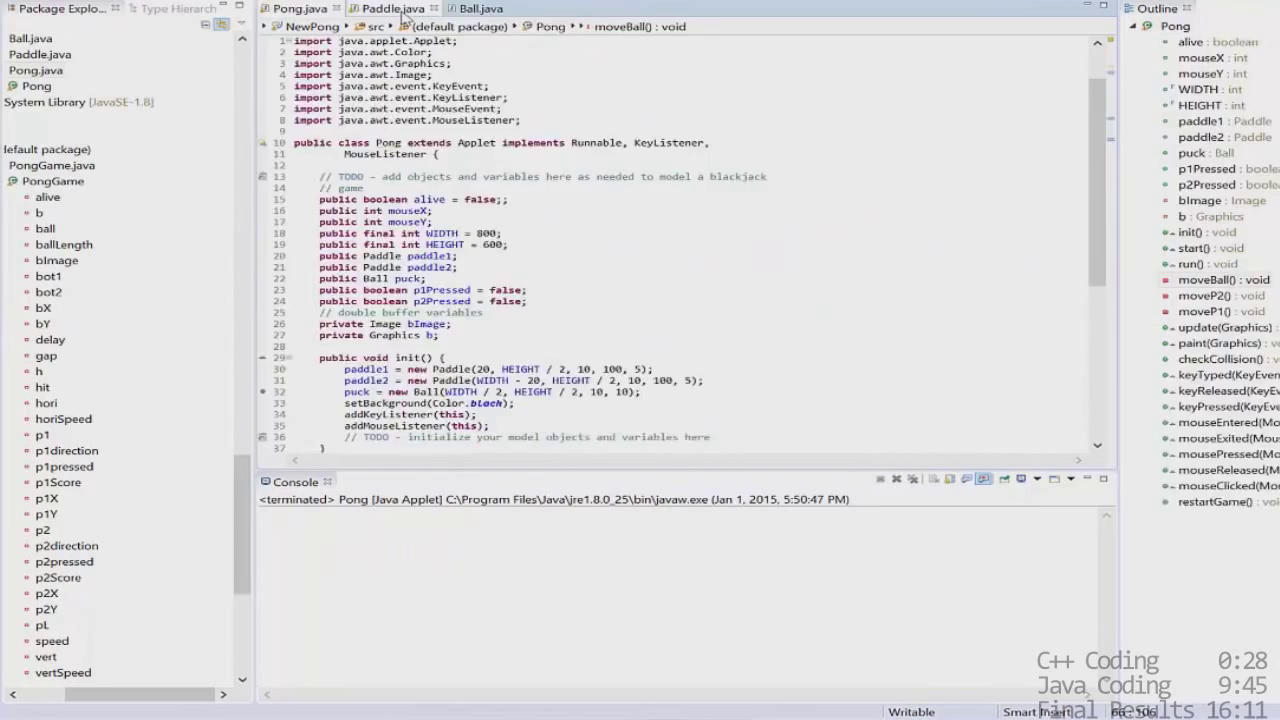 Package Explo...
Type Hierarch
Ball.java
Paddle.java
Pong.java
Pong
System Library [JavaSE-1.8]
(default package)
PongGame.java
PongGame
alive
b
ball
ballLength
bImage
bot1
bot2
bX
bY
delay
gap
h
hit
hori
horiSpeed
p1
p1direction
p1pressed
p1Score
p1X
p1Y
p2
p2direction
p2pressed
p2Score
p2X
p2Y
pL
speed
vert
vertSpeed
Pong.java Paddle.java Ball.java
NewPong src (default package) Pong moveBall() : void
1 import java.applet.Applet;
2 import java.awt.Color;
3 import java.awt.Graphics;
4 import java.awt.Image;
5 import java.awt.event.KeyEvent;
6 import java.awt.event.KeyListener;
7 import java.awt.event.MouseEvent;
8 import java.awt.event.MouseListener;
9
10 public class Pong extends Applet implements Runnable, KeyListener,
11 MouseListener {
12
13 // TODO - add objects and variables here as needed to model a blackjack
14 // game
15 public boolean alive = false;;
16 public int mouseX;
17 public int mouseY;
18 public final int WIDTH = 800;
19 public final int HEIGHT = 600;
20 public Paddle paddle1;
21 public Paddle paddle2;
22 public Ball puck;
23 public boolean p1Pressed = false;
24 public boolean p2Pressed = false;
25 // double buffer variables
26 private Image bImage;
27 private Graphics b;
28
29 public void init() {
30 paddle1 = new Paddle(20, HEIGHT / 2, 10, 100, 5);
31 paddle2 = new Paddle(WIDTH - 20, HEIGHT / 2, 10, 100, 5);
32 puck = new Ball(WIDTH / 2, HEIGHT / 2, 10, 10);
33 setBackground(Color.black);
34 addKeyListener(this);
35 addMouseListener(this);
36 // TODO - initialize your model objects and variables here
37 }
Console
<terminated> Pong [Java Applet] C:\Program Files\Java\jre1.8.0_25\bin\javaw.exe (Jan 1, 2015, 5:50:47 PM)
Outline
Pong
alive : boolean
mouseX : int
mouseY : int
WIDTH : int
HEIGHT : int
paddle1 : Paddle
paddle2 : Paddle
puck : Ball
p1Pressed : boolea
p2Pressed : boolea
bImage : Image
b : Graphics
init() : void
start() : void
run() : void
moveBall() : void
moveP2() : void
moveP1() : void
update(Graphics) :
paint(Graphics) :
checkCollision() :
keyTyped(KeyEve
keyReleased(KeyE
keyPressed(KeyEv
mouseEntered(Mo
mouseExited(Mou
mousePressed(Mo
mouseReleased(M
mouseClicked(Mou
restartGame() : vo
C++ Coding 0:28
Java Coding 9:45
Final Results 16:11
Writable
Smart Insert